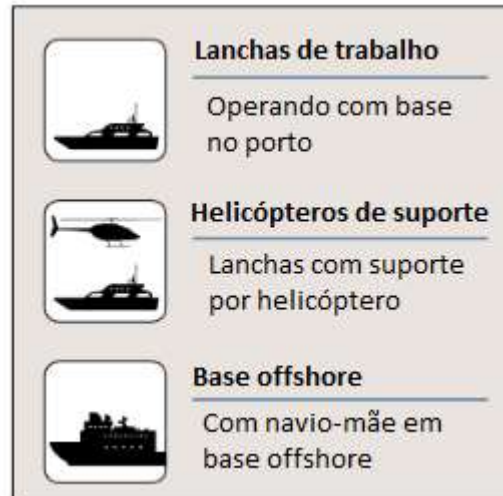 Lanchas de trabalho
Operando com base
no porto
Helicópteros de suporte
Lanchas com suporte
por helicóptero
Base offshore
Com navio-mãe em
base offshore